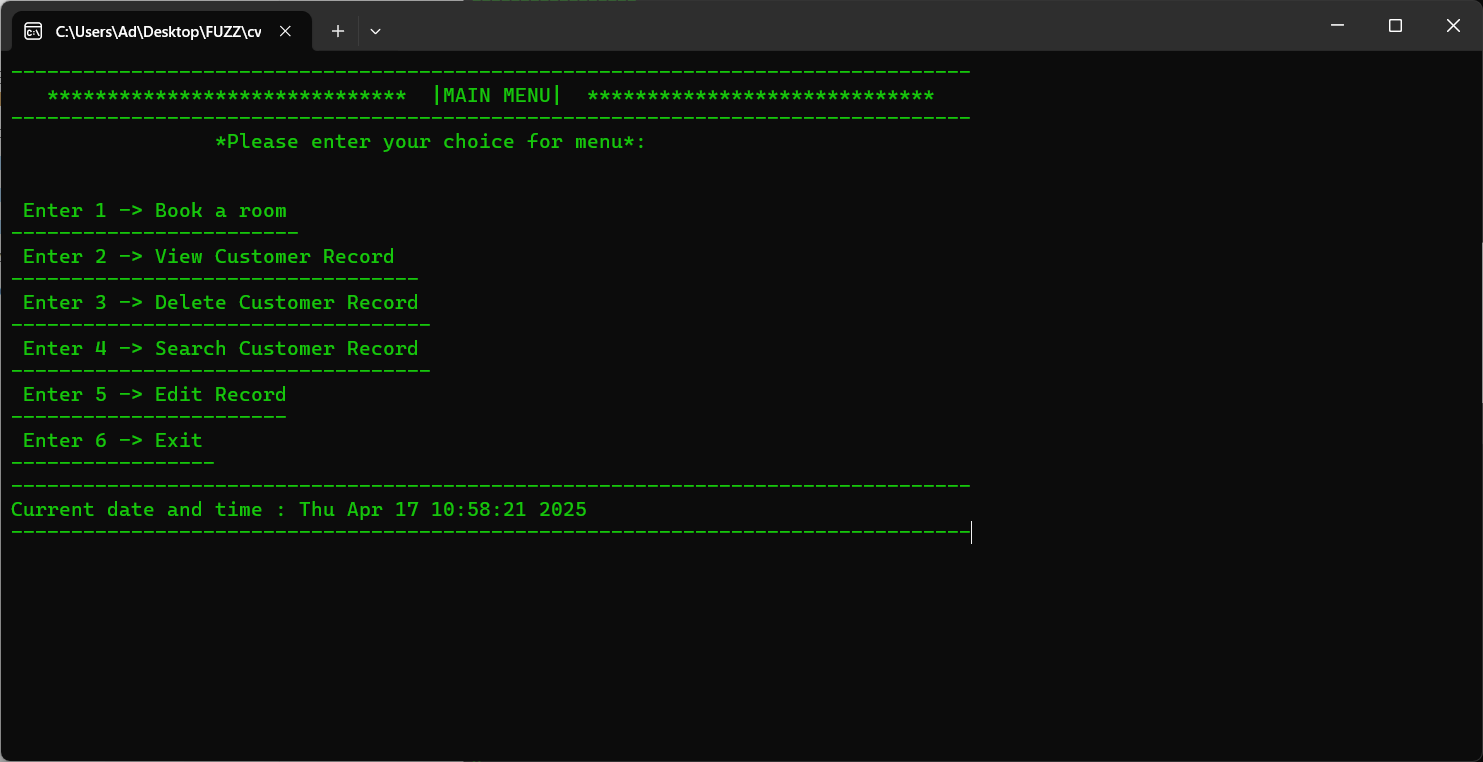 C:\Users\Ad\Desktop\FUZZ\cv
--------------------------------------------------------------------------------
****************************** |MAIN MENU| *****************************
--------------------------------------------------------------------------------
*Please enter your choice for menu*:
Enter 1 -> Book a room
------------------------
Enter 2 -> View Customer Record
----------------------------------
Enter 3 -> Delete Customer Record
-----------------------------------
Enter 4 -> Search Customer Record
-----------------------------------
Enter 5 -> Edit Record
-----------------------
Enter 6 -> Exit
-----------------
--------------------------------------------------------------------------------
Current date and time : Thu Apr 17 10:58:21 2025
--------------------------------------------------------------------------------